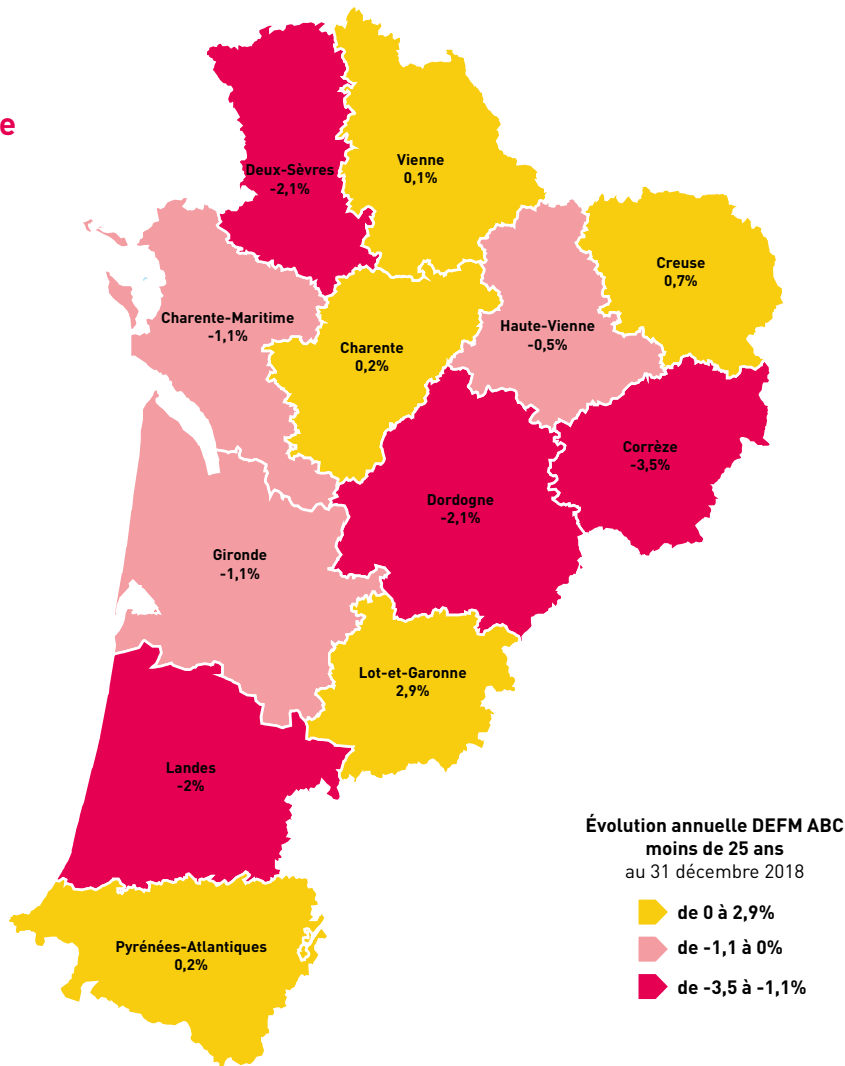 e
Deux-Sèvres
-2,1%
Vienne
0,1%
Creuse
0,7%
Charente-Maritime
-1,1%
Haute-Vienne
-0,5%
Charente
0,2%
Corrèze
-3,5%
Dordogne
-2,1%
Gironde
-1,1%
Lot-et-Garonne
2,9%
Landes
-2%
Pyrénées-Atlantiques
0,2%
Évolution annuelle DEFM ABC
moins de 25 ans
au 31 décembre 2018
de 0 à 2,9%
de -1,1 à 0%
de -3,5 à -1,1%